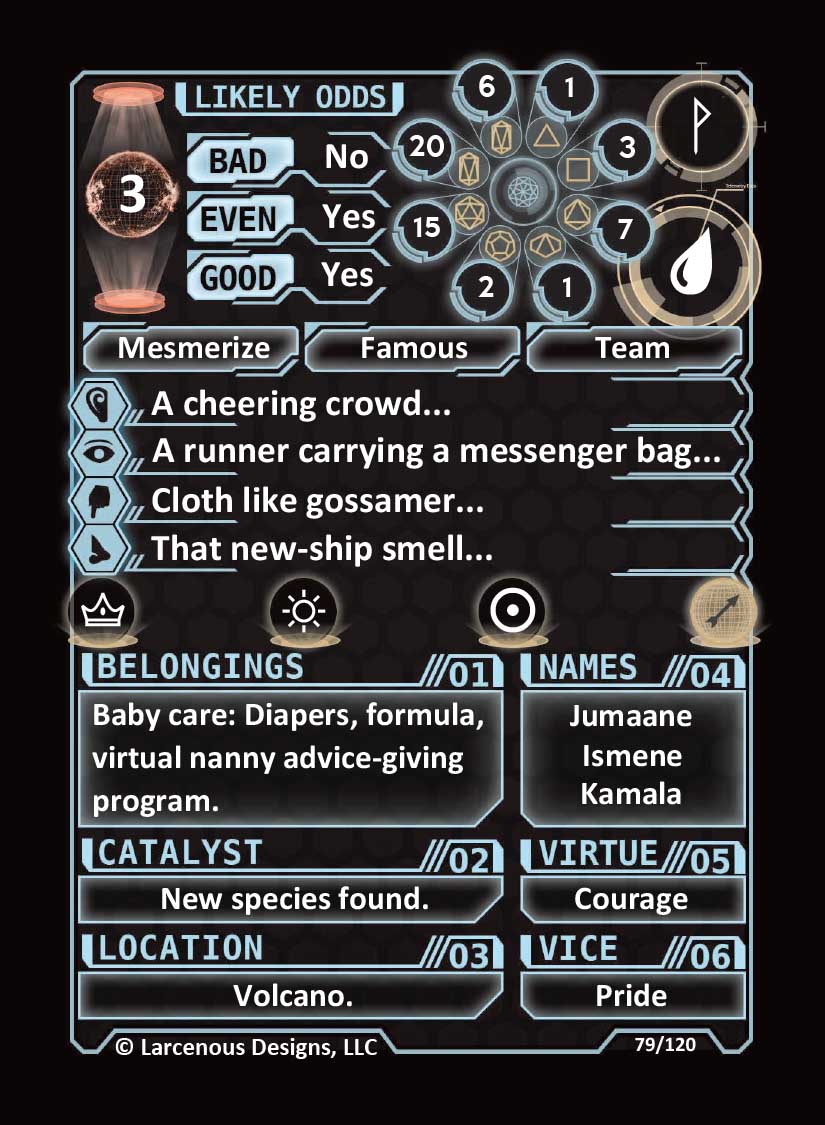 LIKELY ODDS
3
BAD No
EVEN Yes
GOOD Yes
6
1
20
3
15
7
2
1
Telemetry Data
Mesmerize Famous Team
A cheering crowd...
A runner carrying a messenger bag...
Cloth like gossamer...
That new-ship smell...
BELONGINGS ///01
Baby care: Diapers, formula,
virtual nanny advice-giving
program.
NAMES ///04
Jumaane
Ismene
Kamala
CATALYST ///02
New species found.
VIRTUE ///05
Courage
LOCATION ///03
Volcano.
VICE ///06
Pride
© Larcenous Designs, LLC
79/120